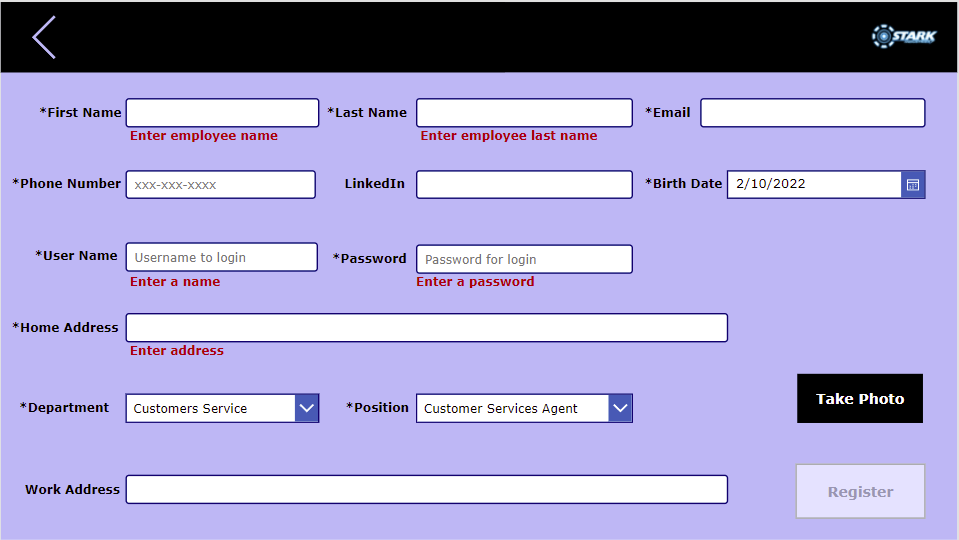 STARK
*First Name
*Last Name
*Email
Enter employee name
Enter employee last name
*Phone Number xxx-xxx-xxxx
LinkedIn
*Birth Date 2/10/2022
*User Name Username to login
*Password Password for login
Enter a name
Enter a password
*Home Address
Enter address
*Department Customers Service
*Position Customer Services Agent
Take Photo
Work Address
Register